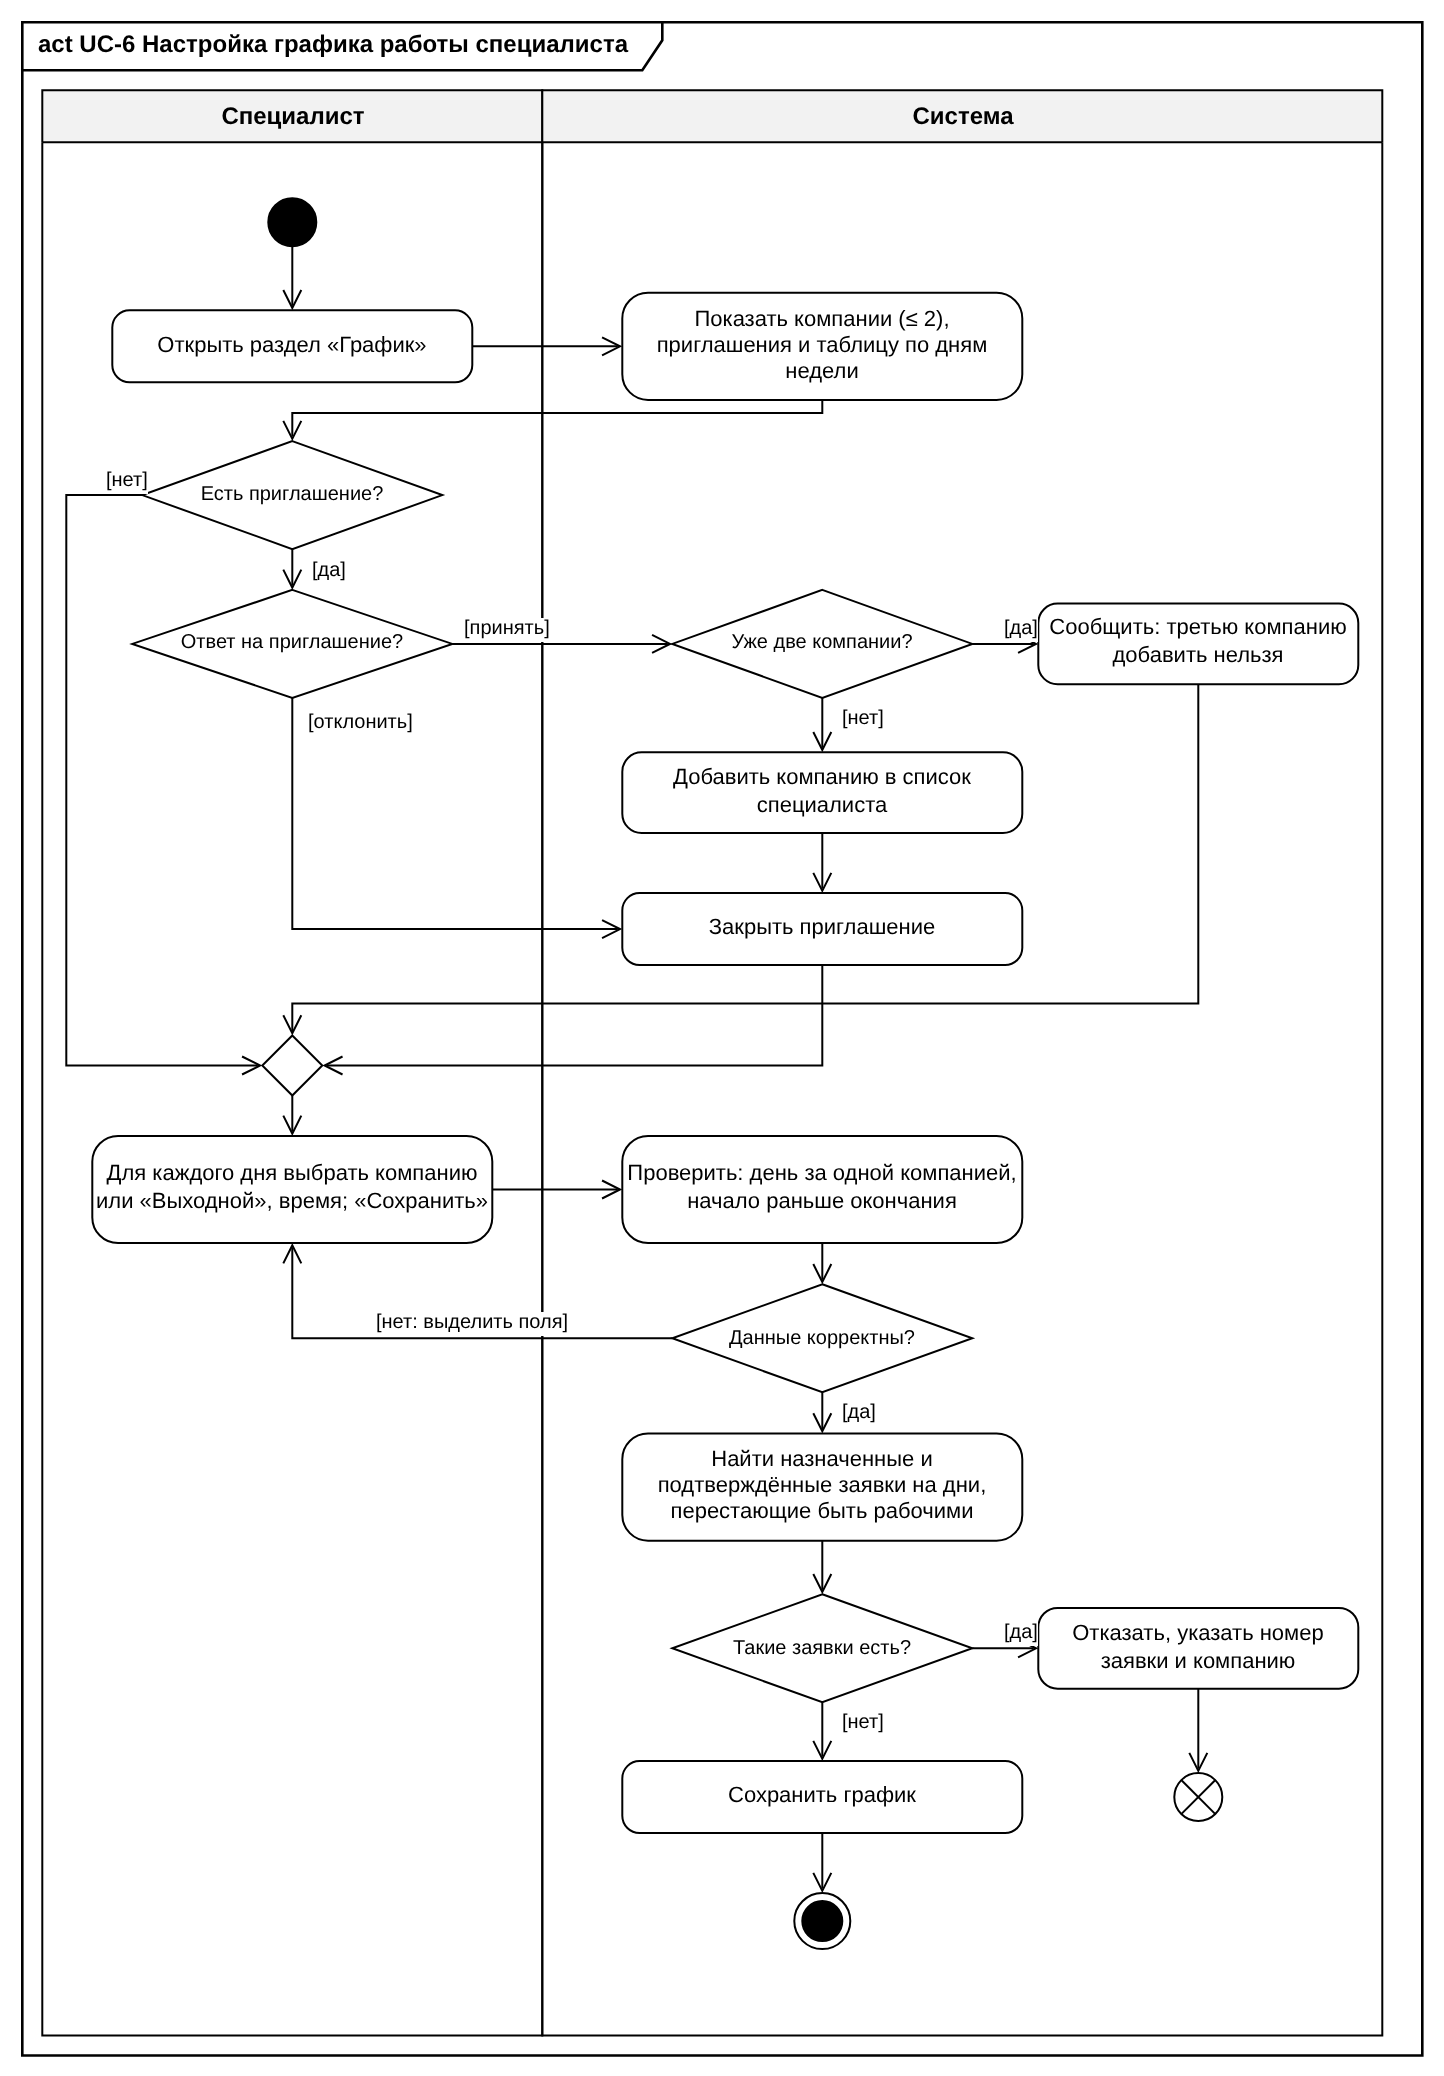 act UC-6 Настройка графика работы специалиста
Специалист
Система
Открыть раздел «График»
Показать компании (≤ 2),
приглашения и таблицу по дням
недели
[нет]
Есть приглашение?
[да]
Ответ на приглашение?
[принять]
Уже две компании?
[да]
Сообщить: третью компанию
добавить нельзя
[отклонить]
[нет]
Добавить компанию в список
специалиста
Закрыть приглашение
Для каждого дня выбрать компанию
или «Выходной», время; «Сохранить»
Проверить: день за одной компанией,
начало раньше окончания
[нет: выделить поля]
Данные корректны?
[да]
Найти назначенные и
подтверждённые заявки на дни,
перестающие быть рабочими
Такие заявки есть?
[да]
Отказать, указать номер
заявки и компанию
[нет]
Сохранить график